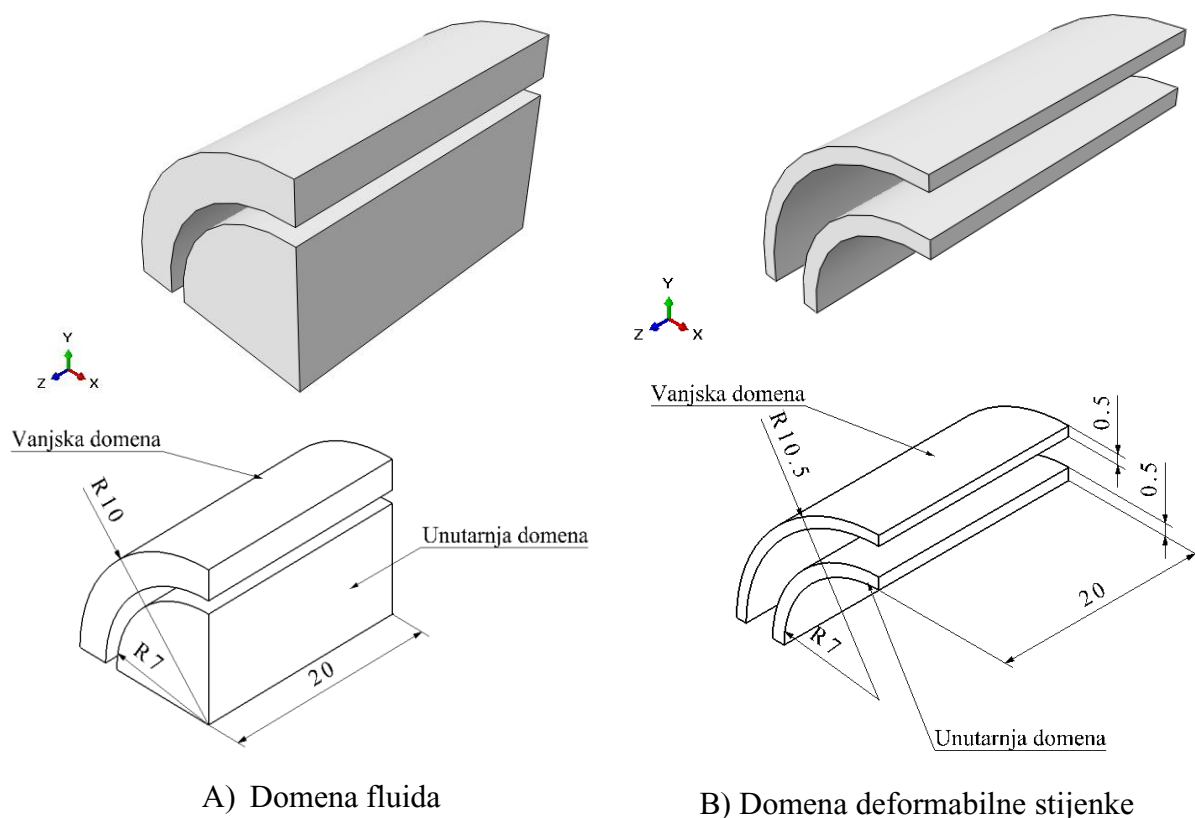 Y
Z
X
Y
Z
X
Vanjska domena
R10
Unutarnja domena
R7
20
Vanjska domena
R10.5
0.5
0.5
20
R7
Unutarnja domena
A) Domena fluida
B) Domena deformabilne stijenke